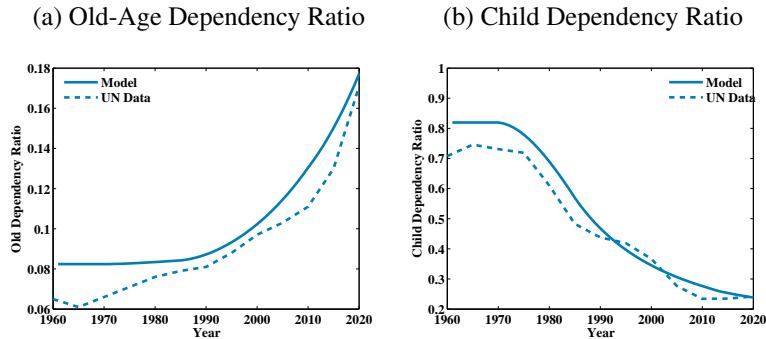 (a) Old-Age Dependency Ratio
0.18
0.16
0.14
0.12
0.1
0.08
0.06
Old Dependency Ratio
Model
UN Data
1960 1970 1980 1990 2000 2010 2020
Year
(b) Child Dependency Ratio
1
0.9
0.8
0.7
0.6
0.5
0.4
0.3
0.2
Child Dependency Ratio
Model
UN Data
1960 1970 1980 1990 2000 2010 2020
Year